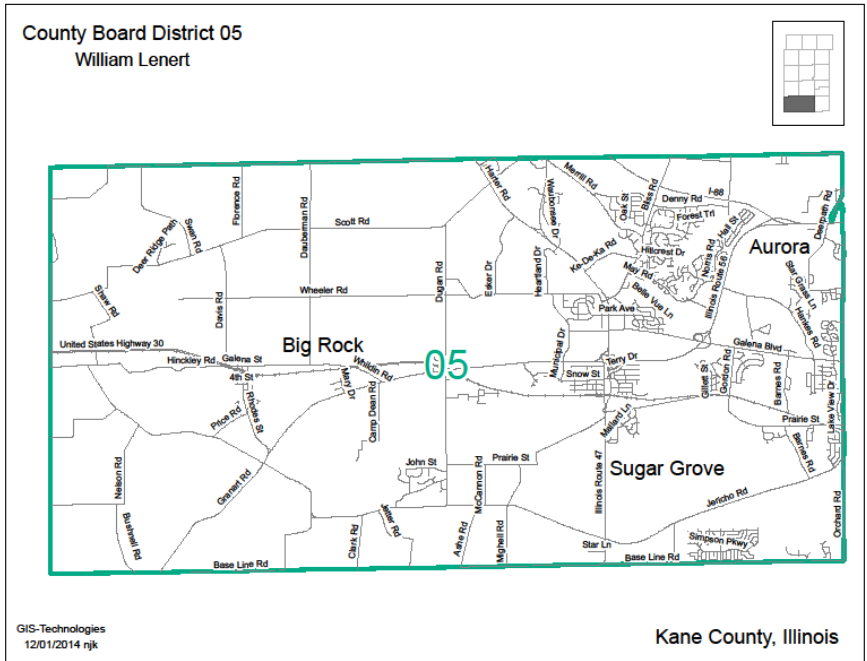 County Board District 05
William Lenert
Florence Rd
Dauberman Rd
Scott Rd
Swan Rd
Deer Ridge Path
Shaw Rd
Davis Rd
Wheeler Rd
Dugan Rd
Esker Dr
Harter Rd
Waubonsee Dr
Heartland Dr
Merrill Rd
Oak St
Bliss Rd
Denny Rd
I-88
Forest Trl
Hall St
Deerpath Rd
Hillcrest Dr
Ke-De-Ka Rd
May Rd
Norris Rd
Illinois Route 56
Aurora
Star Grass Ln
Hankes Rd
Belle Vue Ln
Park Ave
Galena Blvd
United States Highway 30
Hinckley Rd
Galena St
Big Rock
Whildin Rd
05
Municipal Dr
Terry Dr
Snow St
4th St
Rhodes St
Price Rd
Mary Dr
Camp Dean Rd
Gillett St
Gordon Rd
Barnes Rd
Lake View Dr
Mallard Ln
Prairie St
Barnes Rd
John St
Prairie St
McCannon Rd
Illinois Route 47
Sugar Grove
Jericho Rd
Orchard Rd
Nelson Rd
Bushnell Rd
Granart Rd
Jeter Rd
Clark Rd
Ashe Rd
Mighell Rd
Star Ln
Simpson Pkwy
Base Line Rd
Base Line Rd
GIS-Technologies
12/01/2014 njk
Kane County, Illinois